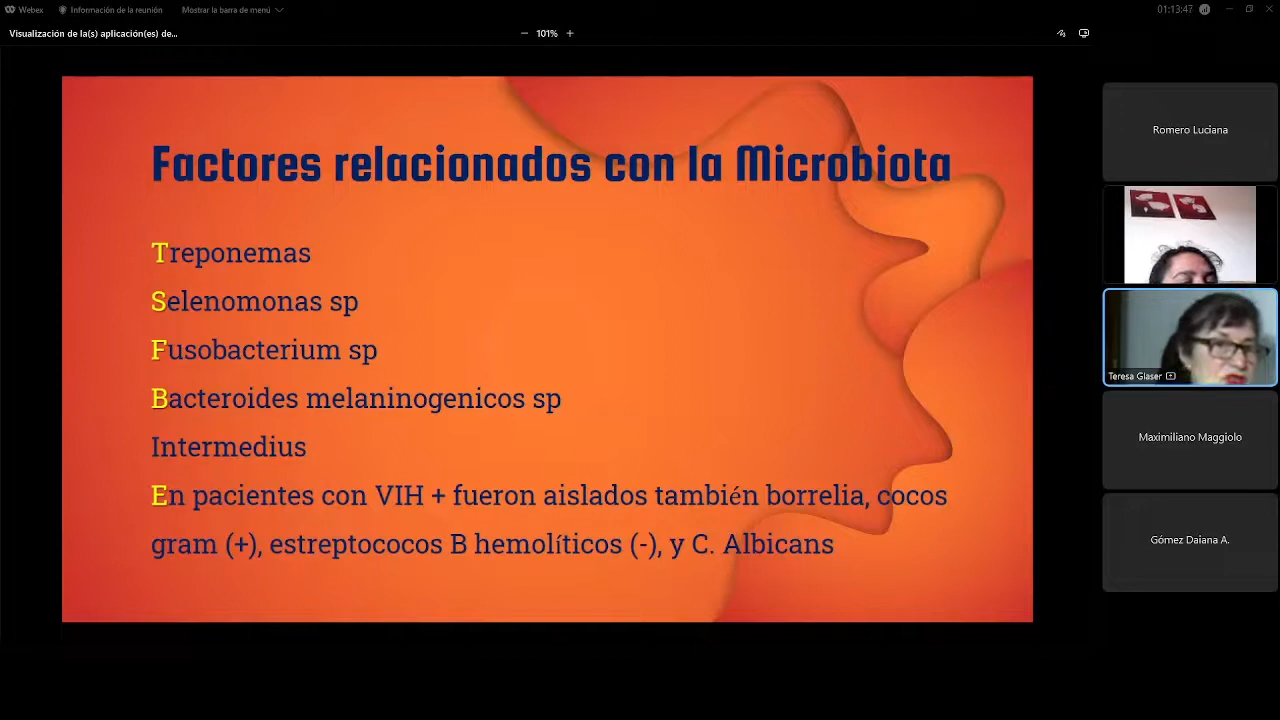 Webex
Información de la reunión
Mostrar la barra de menú
01:13:47
Visualización de la(s) aplicación(es) de...
101%
Factores relacionados con la Microbiota
Treponemas
Selenomonas sp
Fusobacterium sp
Bacteroides melaninogenicos sp
Intermedius
En pacientes con VIH + fueron aislados también borrelia, cocos
gram (+), estreptococos B hemolíticos (-), y C. Albicans
Romero Luciana
Teresa Glaser
Maximiliano Maggiolo
Gómez Daiana A.